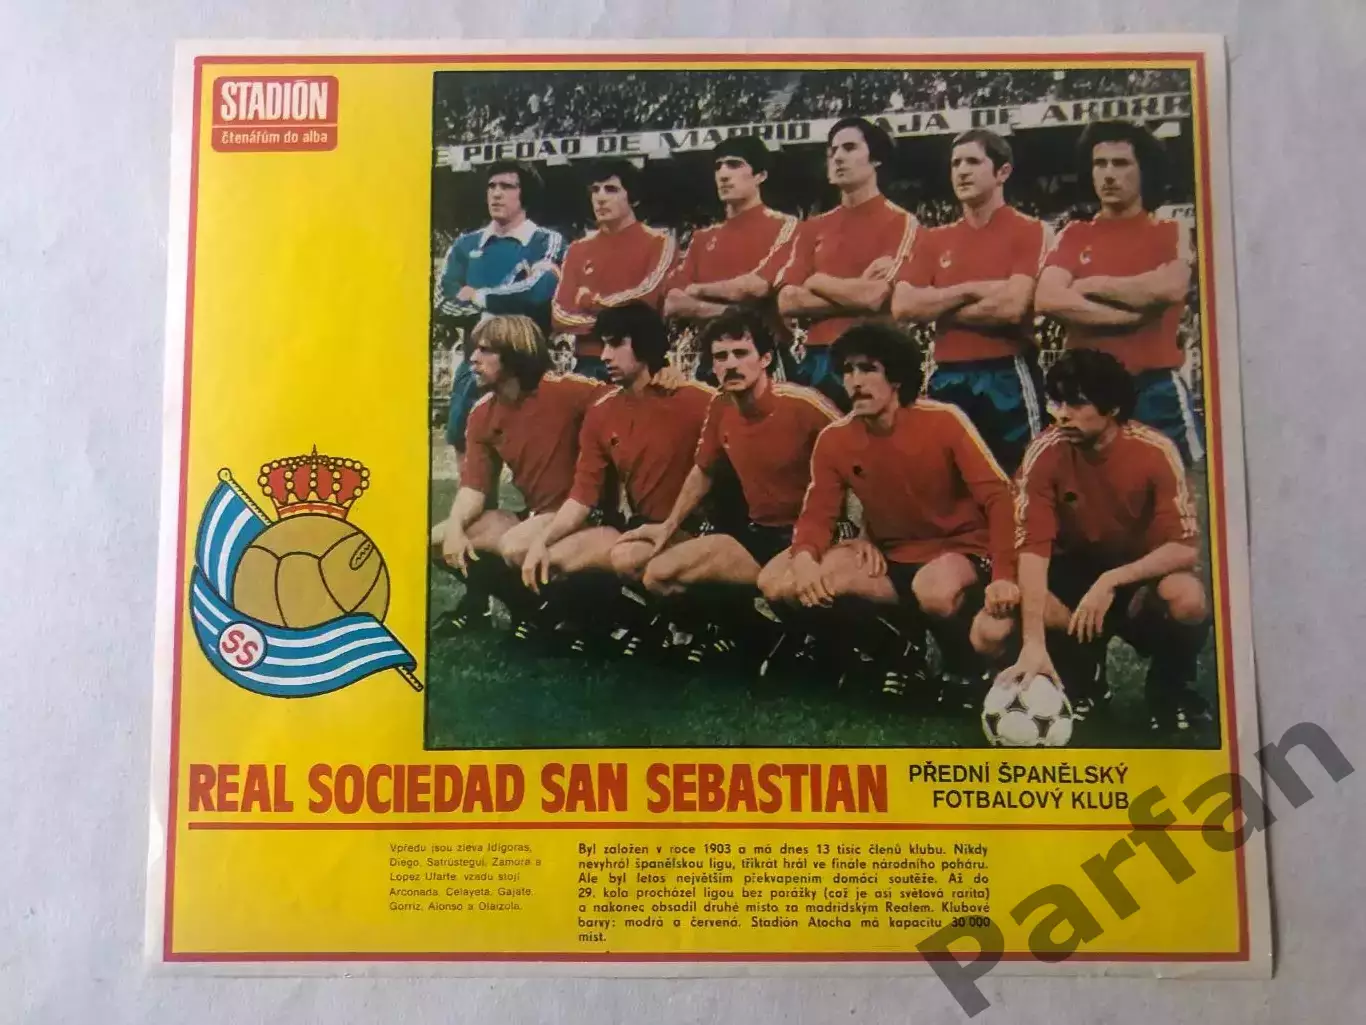 STADIÓN
čtenářům do alba
E PIEDAD DE MADRID CAJA DE AHORR
SS
REAL SOCIEDAD SAN SEBASTIAN
PŘEDNÍ ŠPANĚLSKÝ
FOTBALOVÝ KLUB
Vpředu jsou zleva Idigoras,
Diego, Satrustegui, Zamora a
Lopez Ufarte, vzadu stojí
Arconada, Celayeta, Gajate,
Gorriz, Alonso a Olaizola.
Byl založen v roce 1903 a má dnes 13 tisíc členů klubu. Nikdy
nevyhrál španělskou ligu, třikrát hrál ve finále národního poháru.
Ale byl letos největším překvapením domácí soutěže. Až do
29. kola procházel ligou bez porážky (což je asi světová rarita)
a nakonec obsadil druhé místo za madridským Realem. Klubové
barvy: modrá a červená. Stadión Atocha má kapacitu 30 000
míst.
Parfan